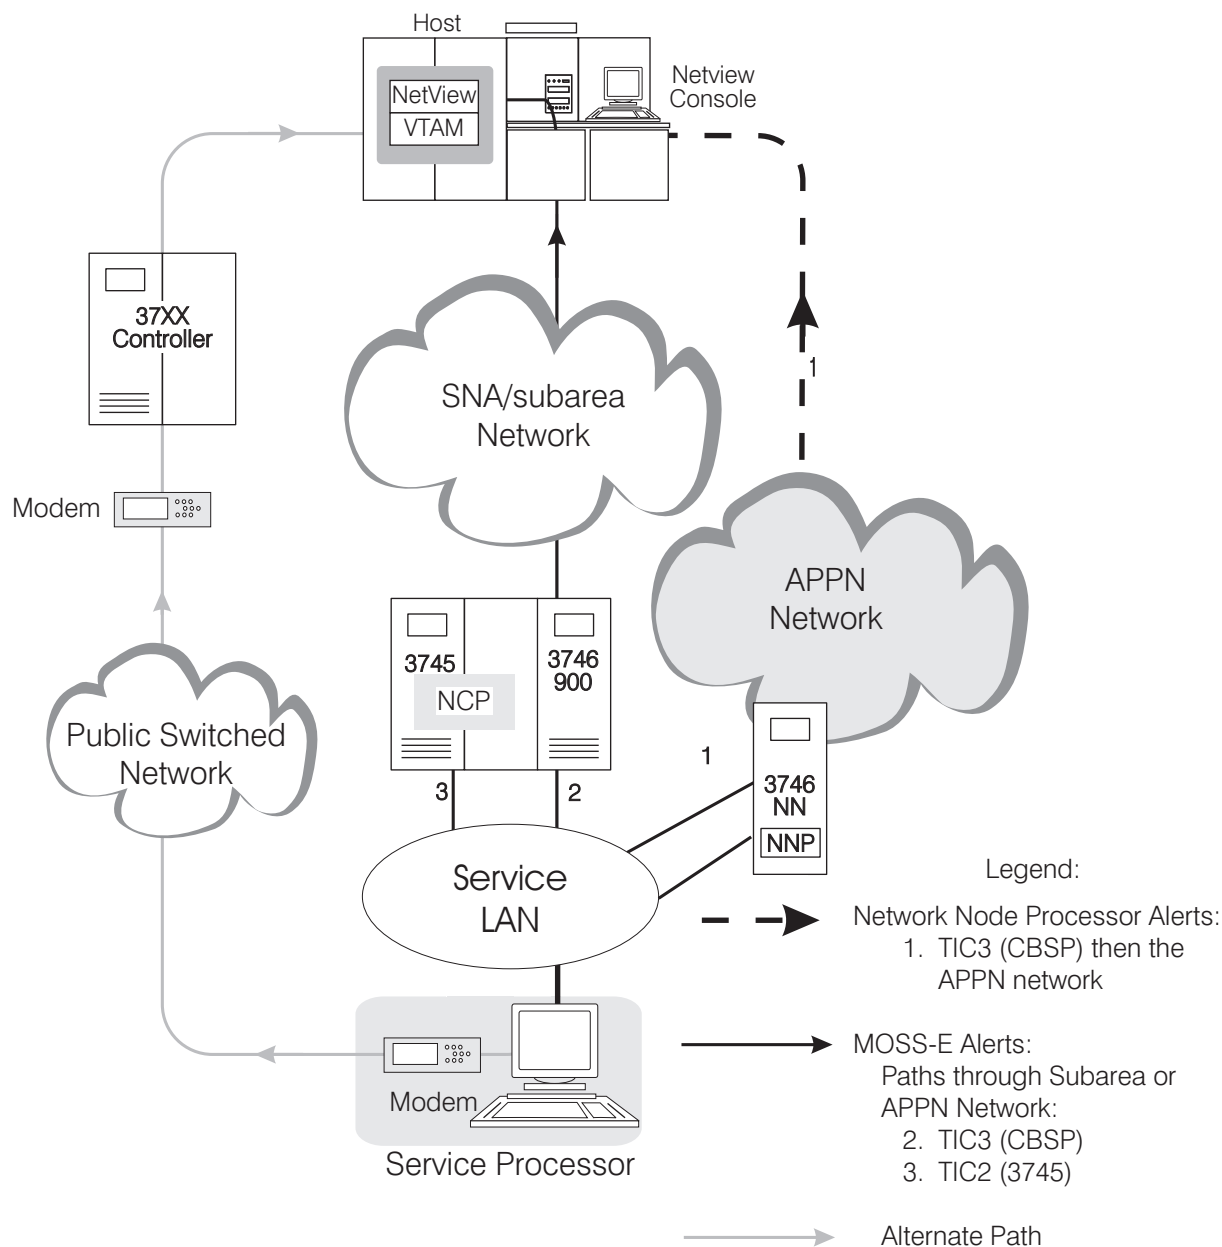 Host
NetView
VTAM
Netview
Console
37XX
Controller
1
SNA/subarea
Network
Modem
APPN
Network
3745
3746
900
NCP
Public Switched
Network
1
3
2
3746
NN
NNP
Service
LAN
Legend:
Network Node Processor Alerts:
1. TIC3 (CBSP) then the
APPN network
MOSS-E Alerts:
Paths through Subarea or
APPN Network:
2. TIC3 (CBSP)
3. TIC2 (3745)
Modem
Service Processor
Alternate Path